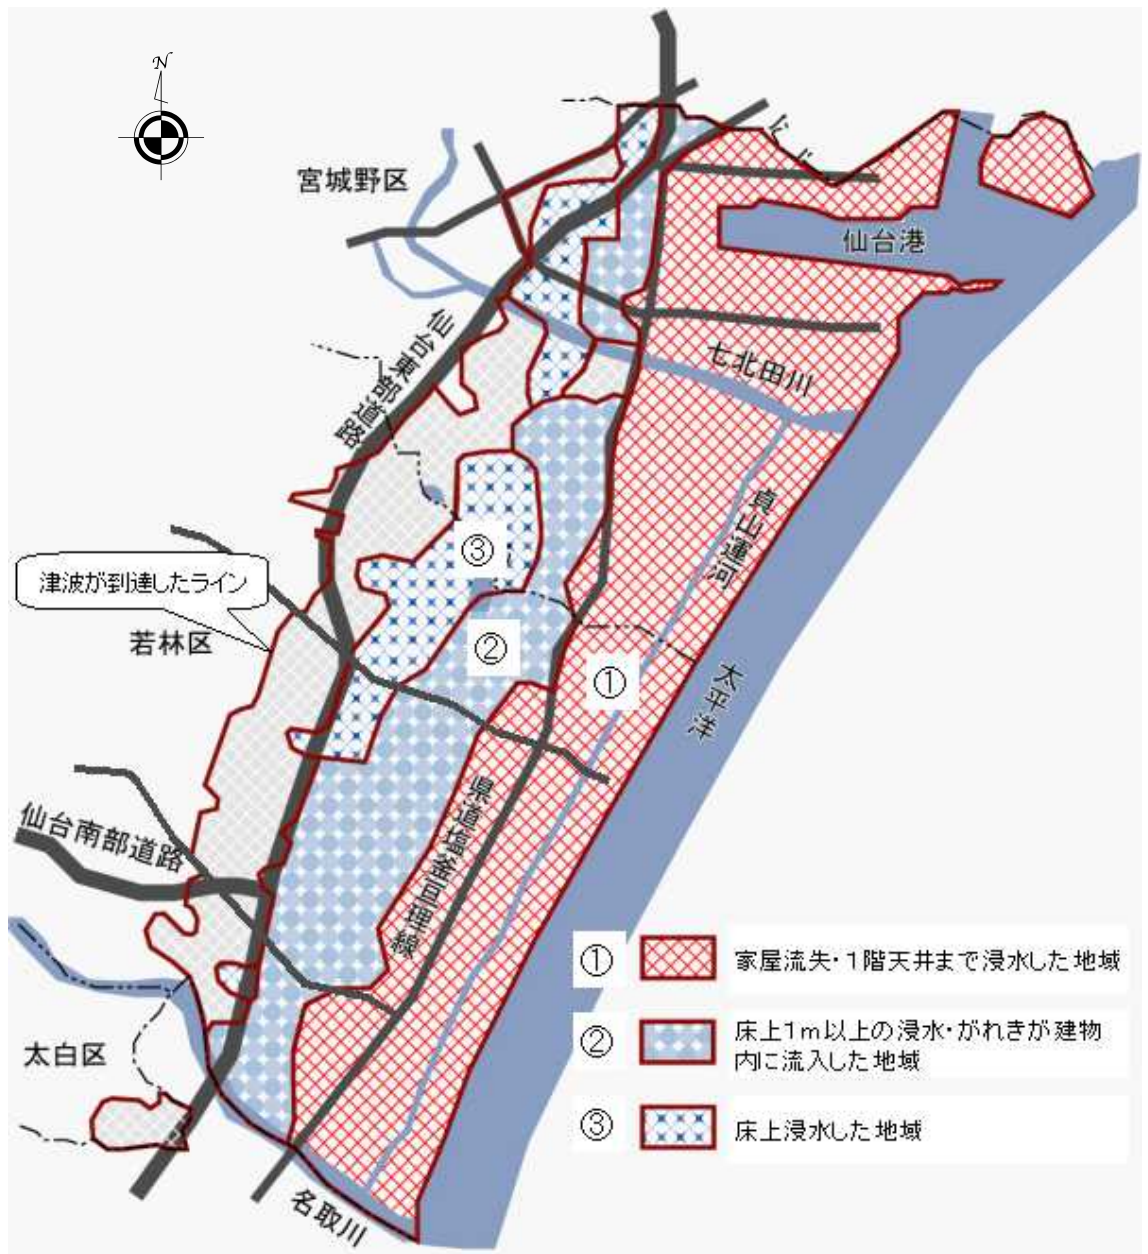 N
宮城野区
仙台港
仙台東部道路
七北田川
貞山運河
③
津波が到達したライン
若林区
②
①
太平洋
県道塩釜亘理線
仙台南部道路
① 家屋流失・1階天井まで浸水した地域
② 床上1m以上の浸水・がれきが建物
内に流入した地域
太白区
③ 床上浸水した地域
名取川